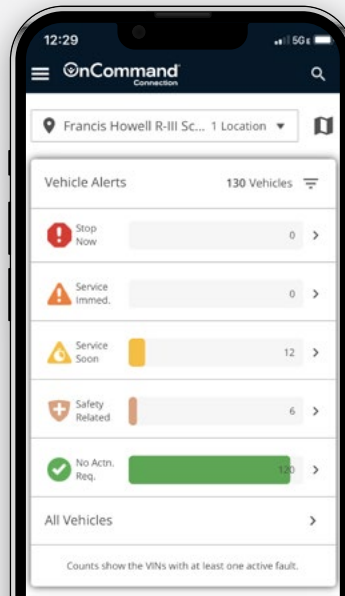 12:29
5GE
OnCommand
Connection
Francis Howell R-III Sc... 1 Location
Vehicle Alerts 130 Vehicles
Stop
Now
0
Service
Immed.
0
Service
Soon
12
Safety
Related
6
No Actn.
Req.
120
All Vehicles
Counts show the VINs with at least one active fault.